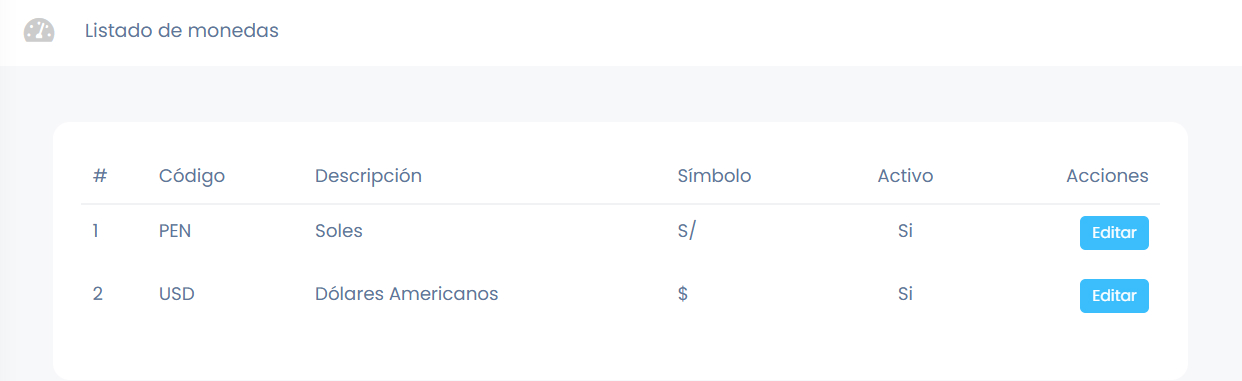 Listado de monedas
# Código Descripción Símbolo Activo Acciones
1 PEN Soles S/ Si Editar
2 USD Dólares Americanos $ Si Editar